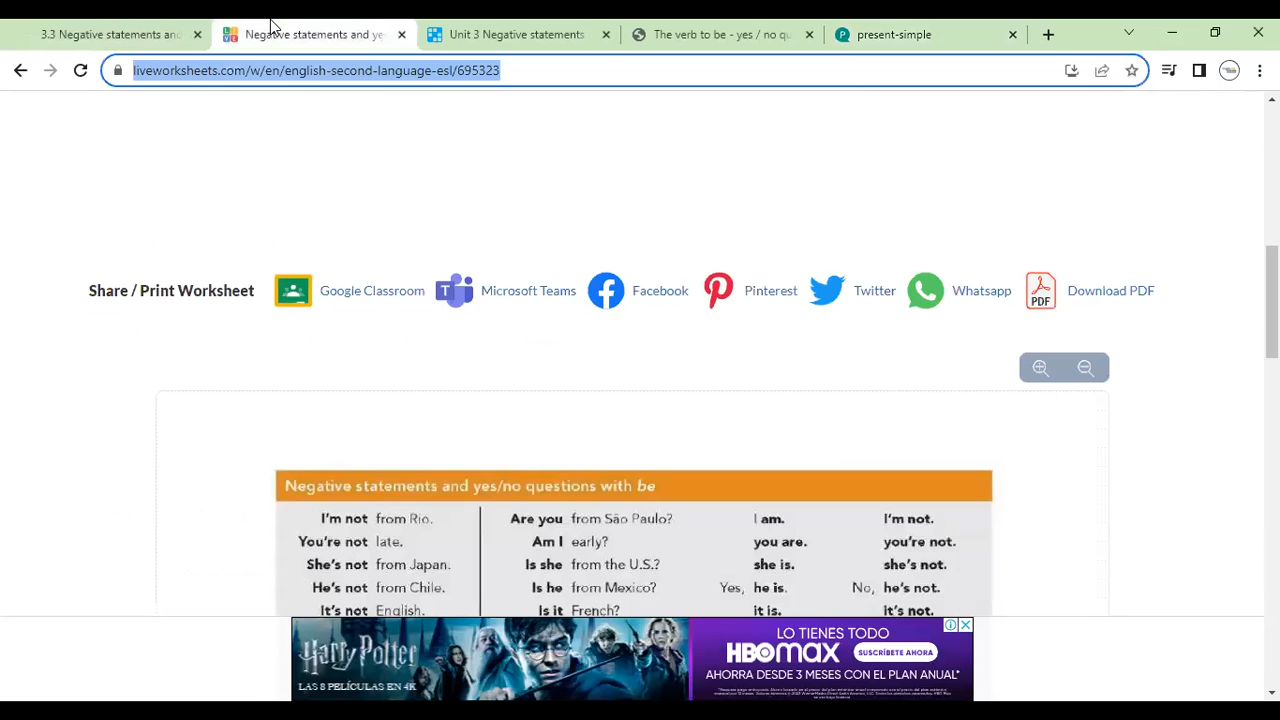 3.3 Negative statements and
Negative statements and ye
Unit 3 Negative statements
The verb to be - yes / no qu
present-simple
liveworksheets.com/w/en/english-second-language-esl/695323
Share / Print Worksheet
Google Classroom
Microsoft Teams
Facebook
Pinterest
Twitter
Whatsapp
PDF
Download PDF
Negative statements and yes/no questions with be
I'm not from Rio. Are you from São Paulo? I am. I'm not.
You're not late. Am I early? you are. you're not.
She's not from Japan. Is she from the U.S.? she is. she's not.
He's not from Chile. Is he from Mexico? Yes, he is. No, he's not.
It's not English. Is it French? it is. it's not.
Harry Potter
LAS 8 PELÍCULAS EN 4K
LO TIENES TODO
HBOMAX
SUSCRÍBETE AHORA
AHORRA DESDE 3 MESES CON EL PLAN ANUAL*